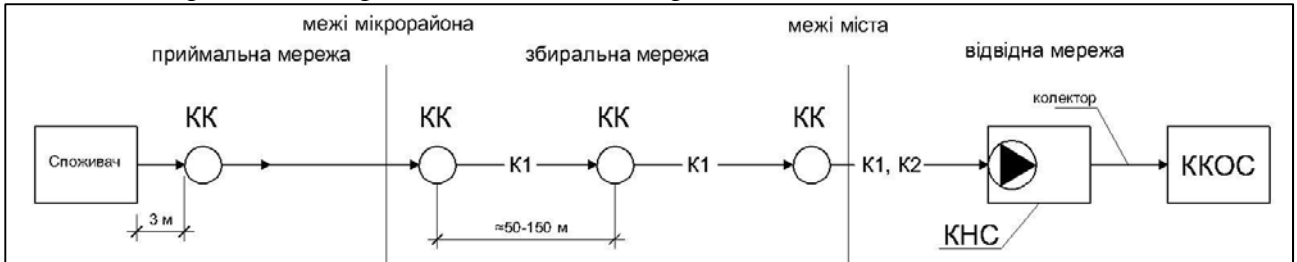 межі мікрорайона
межі міста
приймальна мережа
збиральна мережа
відвідна мережа
колектор
КК
КК
КК
КК
Споживач
К1
К1
К1, К2
ККОС
3 м
≈50-150 м
КНС